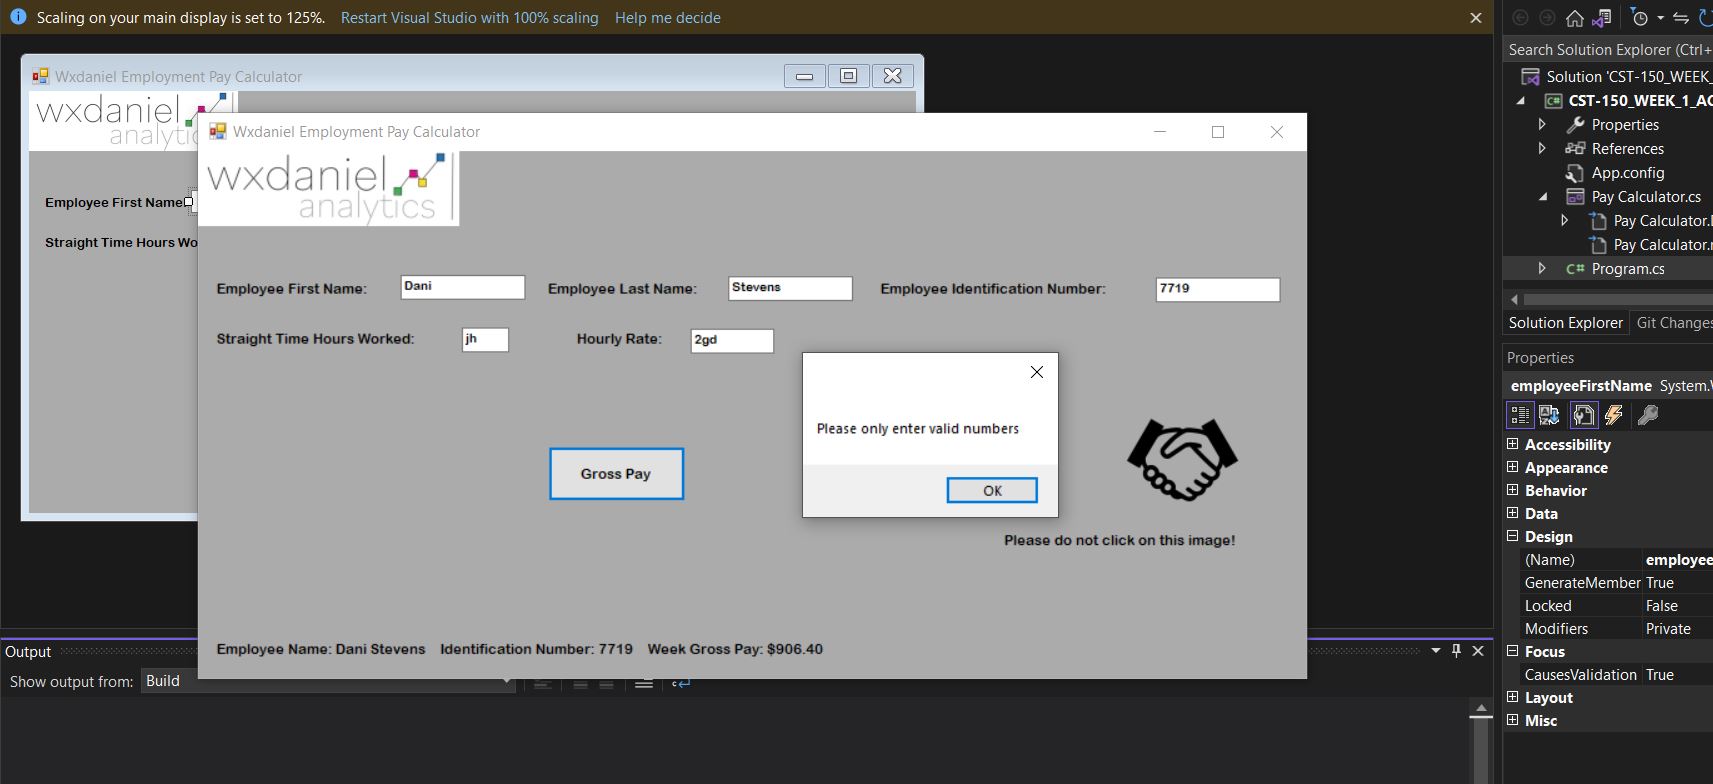 Scaling on your main display is set to 125%. Restart Visual Studio with 100% scaling Help me decide
Wxdaniel Employment Pay Calculator
wxdaniel
analytics
Employee First Name
Straight Time Hours Wo
Wxdaniel Employment Pay Calculator
wxdaniel
analytics
Employee First Name: Dani Employee Last Name: Stevens Employee Identification Number: 7719
Straight Time Hours Worked: jh Hourly Rate: 2gd
Please only enter valid numbers
OK
Gross Pay
Please do not click on this image!
Employee Name: Dani Stevens Identification Number: 7719 Week Gross Pay: $906.40
Output
Show output from: Build
Search Solution Explorer (Ctrl+
Solution 'CST-150_WEEK_
CST-150_WEEK_1_AC
Properties
References
App.config
Pay Calculator.cs
Pay Calculator.
Pay Calculator.r
C# Program.cs
Solution Explorer Git Changes
Properties
employeeFirstName System.
Accessibility
Appearance
Behavior
Data
Design
(Name) employee
GenerateMember True
Locked False
Modifiers Private
Focus
CausesValidation True
Layout
Misc